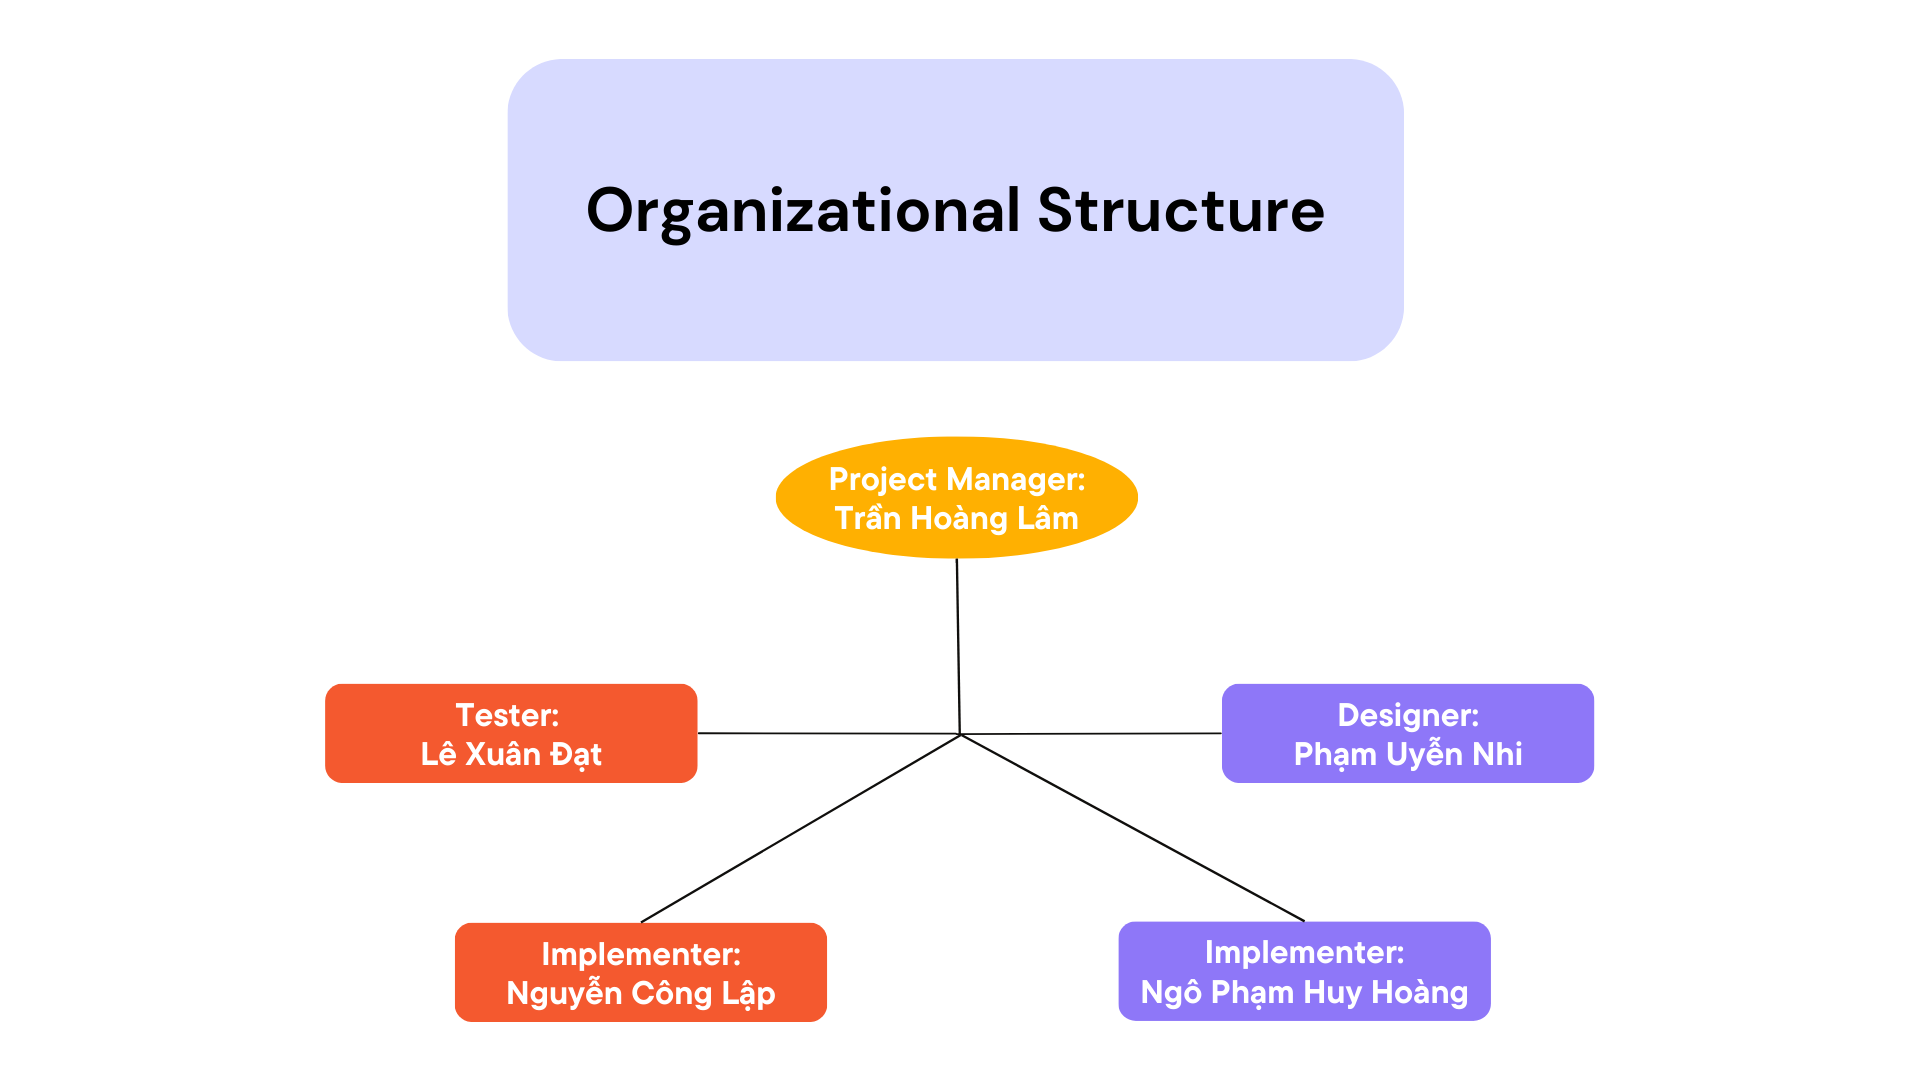 Organizational Structure
Project Manager:
Trần Hoàng Lâm
Tester:
Lê Xuân Đạt
Designer:
Phạm Uyễn Nhi
Implementer:
Nguyễn Công Lập
Implementer:
Ngô Phạm Huy Hoàng